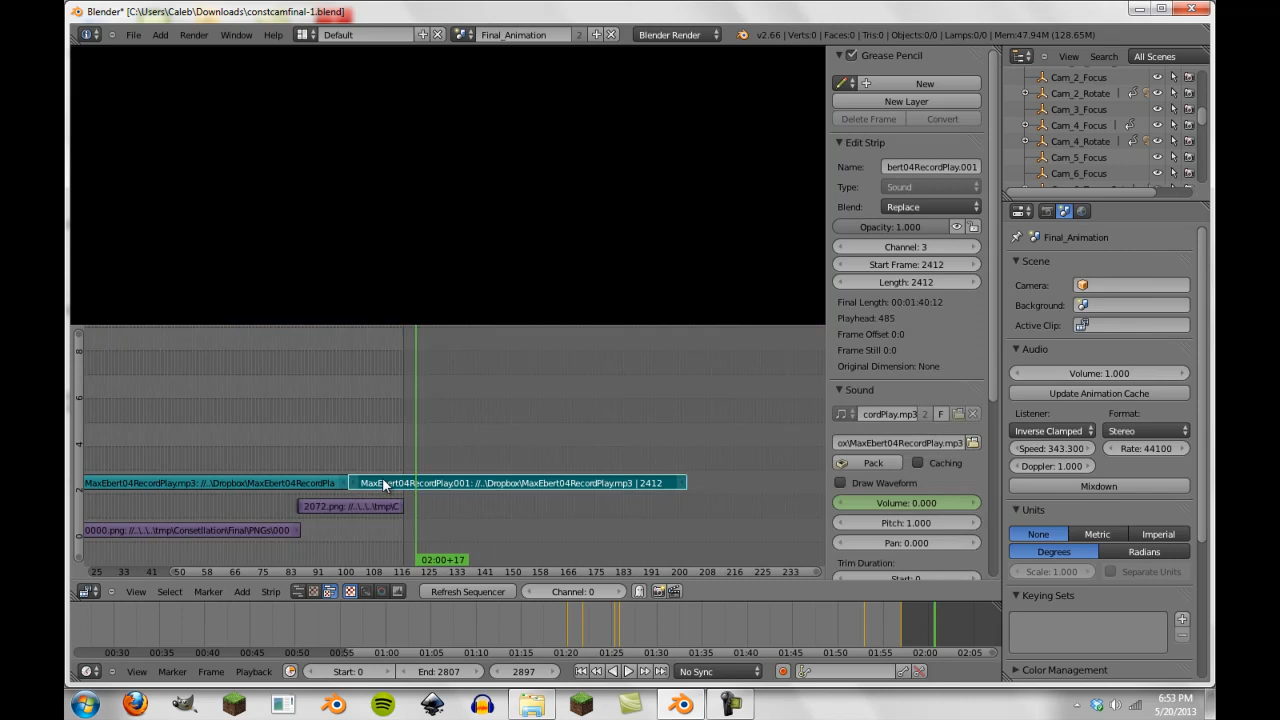 Blender* [C:\Users\Caleb\Downloads\constcamfinal-1.blend]
File Add Render Window Help Default Final_Animation 2 Blender Render v2.66 | Verts:0 | Faces:0 | Tris:0 | Objects:0/0 | Lamps:0/0 | Mem:47.94M (128.65M)
Grease Pencil
New
New Layer
Delete Frame Convert
Edit Strip
Name: bert04RecordPlay.001
Type: Sound
Blend: Replace
Opacity: 1.000
Channel: 3
Start Frame: 2412
Length: 2412
Final Length: 00:01:40:12
Playhead: 485
Frame Offset 0:0
Frame Still 0:0
Original Dimension: None
Sound
cordPlay.mp3 2 F
ox\MaxEbert04RecordPlay.mp3
Pack Caching
Draw Waveform
Volume: 0.000
Pitch: 1.000
Pan: 0.000
Trim Duration:
Start: 0
View Search All Scenes
Cam_2_Focus
Cam_2_Rotate
Cam_3_Focus
Cam_4_Focus
Cam_4_Rotate
Cam_5_Focus
Cam_6_Focus
Final_Animation
Scene
Camera:
Background:
Active Clip:
Audio
Volume: 1.000
Update Animation Cache
Listener: Format:
Inverse Clamped Stereo
Speed: 343.300 Rate: 44100
Doppler: 1.000
Mixdown
Units
None Metric Imperial
Degrees Radians
Scale: 1.000 Separate Units
Keying Sets
Color Management
8
6
4
2
0
MaxEbert04RecordPlay.mp3: //..\Dropbox\MaxEbert04RecordPla
MaxEbert04RecordPlay.001: //..\Dropbox\MaxEbert04RecordPlay.mp3 | 2412
2072.png: //..\..\..\tmp\C
0000.png: //..\..\..\tmp\Consetllation\Final\PNGs\000
02:00+17
25 33 41 50 58 66 75 83 91 100 108 116 125 133 141 150 158 166 175 183 191 200 208 216 225 233
View Select Marker Add Strip Refresh Sequencer Channel: 0
00:30 00:35 00:40 00:45 00:50 00:55 01:00 01:05 01:10 01:15 01:20 01:25 01:30 01:35 01:40 01:45 01:50 01:55 02:00 02:05
View Marker Frame Playback Start: 0 End: 2807 2897 No Sync
6:53 PM
5/20/2013